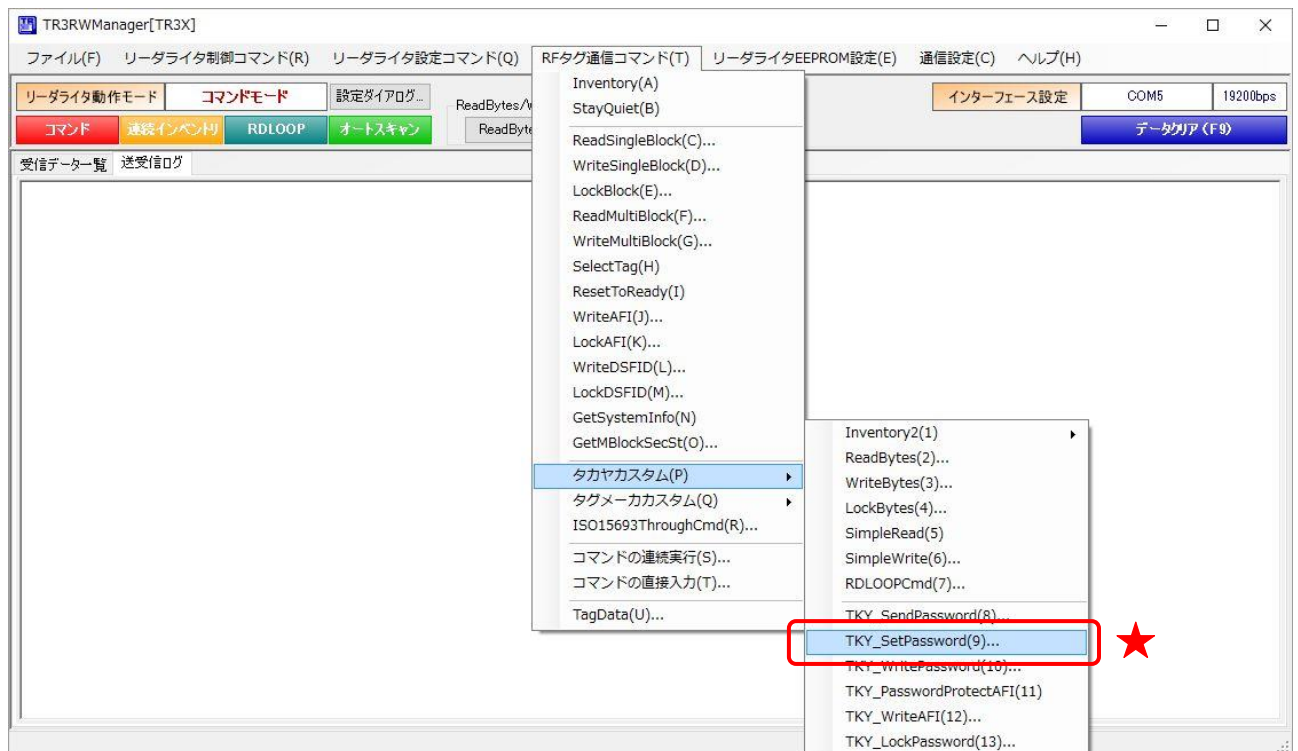 TR3RWManager[TR3X]
ファイル(F) リーダライタ制御コマンド(R) リーダライタ設定コマンド(Q) RFタグ通信コマンド(T) リーダライタEEPROM設定(E) 通信設定(C) ヘルプ(H)
リーダライタ動作モード コマンドモード 設定ダイアログ... ReadBytes/ インターフェース設定 COM5 19200bps
コマンド 連続インベントリ RDLOOP オートスキャン ReadByte データクリア(F9)
受信データ一覧 送受信ログ
Inventory(A)
StayQuiet(B)
ReadSingleBlock(C)...
WriteSingleBlock(D)...
LockBlock(E)...
ReadMultiBlock(F)...
WriteMultiBlock(G)...
SelectTag(H)
ResetToReady(I)
WriteAFI(J)...
LockAFI(K)...
WriteDSFID(L)...
LockDSFID(M)...
GetSystemInfo(N)
GetMBlockSecSt(O)...
タカヤカスタム(P)
タグメーカカスタム(Q)
ISO15693ThroughCmd(R)...
コマンドの連続実行(S)...
コマンドの直接入力(T)...
TagData(U)...
Inventory2(1)
ReadBytes(2)...
WriteBytes(3)...
LockBytes(4)...
SimpleRead(5)
SimpleWrite(6)...
RDLOOPCmd(7)...
TKY_SendPassword(8)...
TKY_SetPassword(9)...
TKY_WritePassword(10)...
TKY_PasswordProtectAFI(11)
TKY_WriteAFI(12)...
TKY_LockPassword(13)...